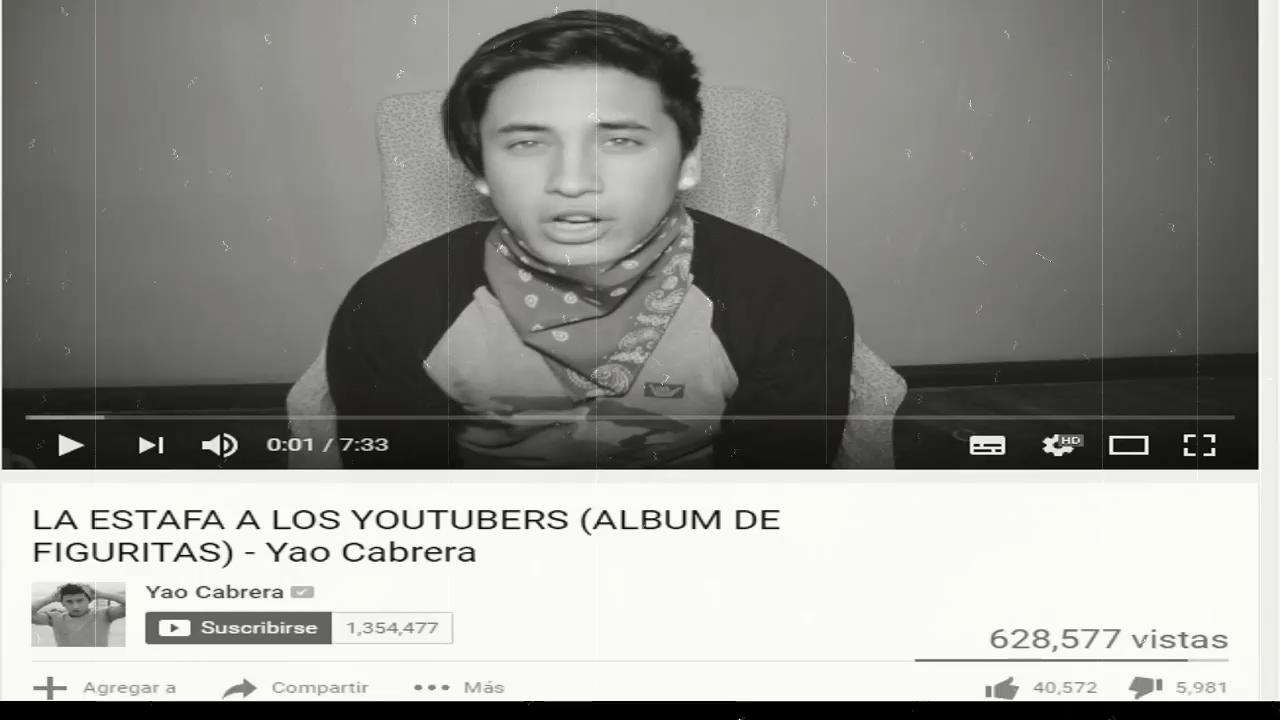 0:01 / 7:33
HD
LA ESTAFA A LOS YOUTUBERS (ALBUM DE
FIGURITAS) - Yao Cabrera
Yao Cabrera
Suscribirse 1,354,477
628,577 vistas
Agregar a Compartir Más 40,572 5,981